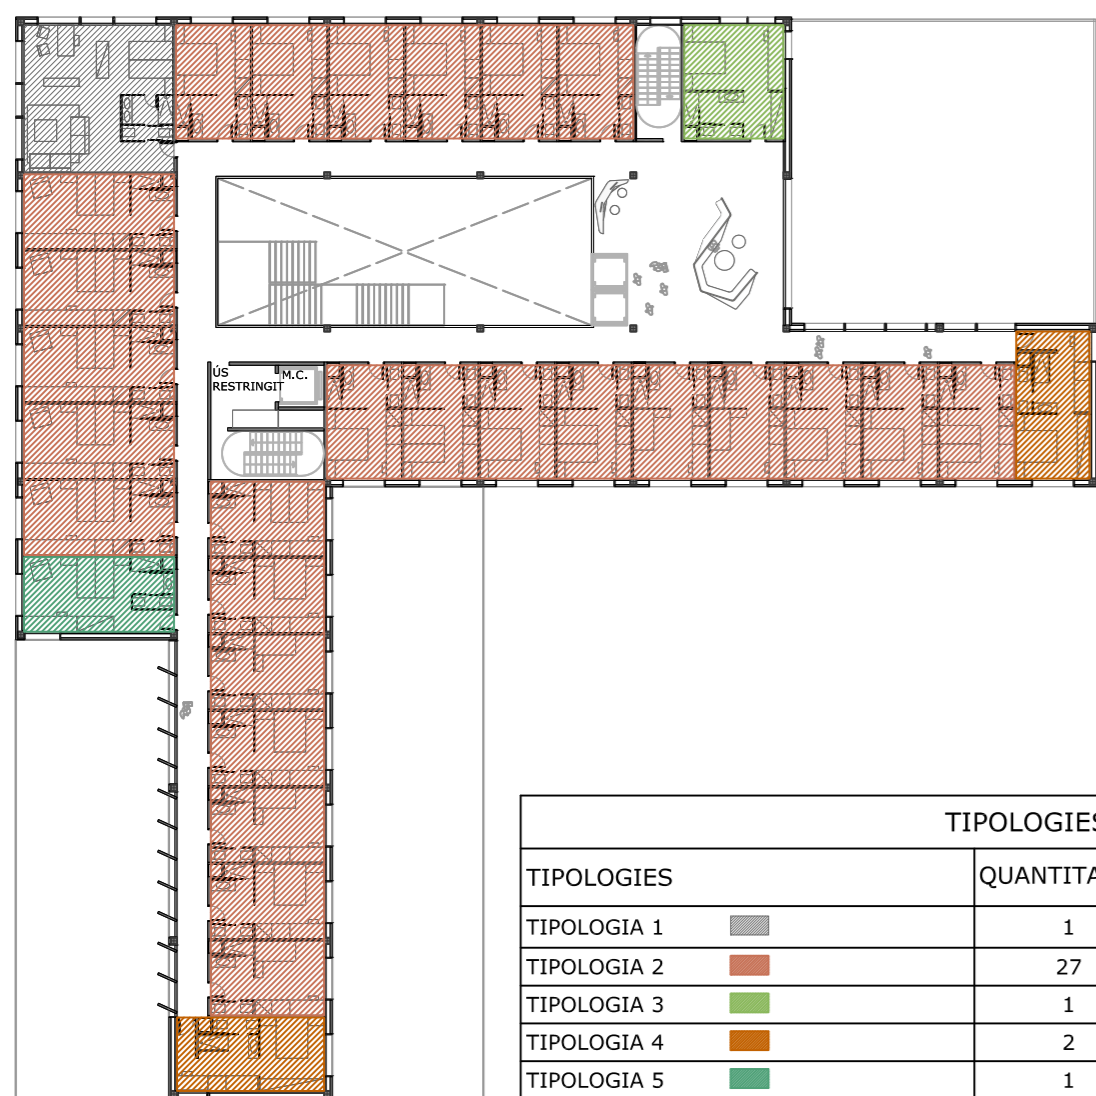 ÚS
RESTRINGIT
M.C.
TIPOLOGIES
TIPOLOGIES QUANTITA
TIPOLOGIA 1 1
TIPOLOGIA 2 27
TIPOLOGIA 3 1
TIPOLOGIA 4 2
TIPOLOGIA 5 1